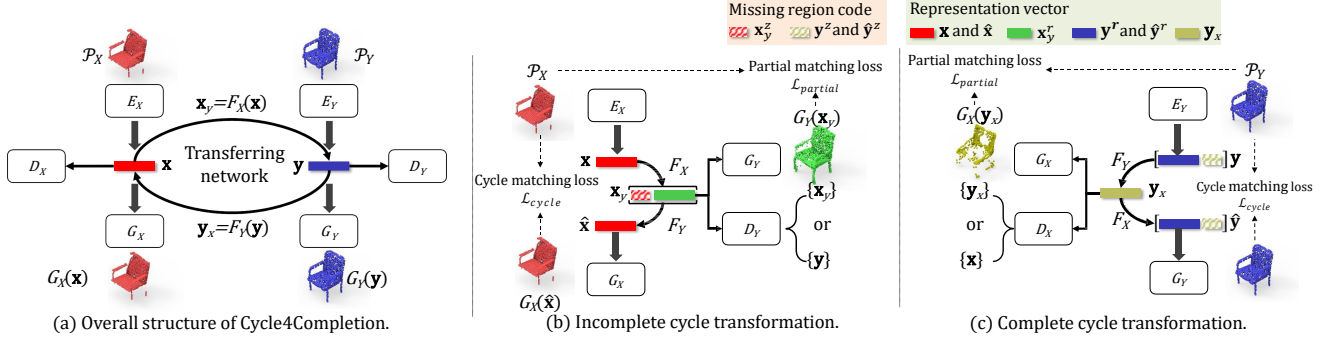 Missing region code
𝐱_y^z 𝐲^z and ŷ^z
Representation vector
𝐱 and x̂ 𝐱_y^r 𝐲^r and ŷ^r 𝐲_x
𝒫_X
𝒫_Y
E_X
E_Y
𝐱_y=F_X(𝐱)
D_X
𝐱
Transferring
network
𝐲
D_Y
𝐲_x=F_Y(𝐲)
G_X
G_Y
G_X(𝐱)
G_Y(𝐲)
(a) Overall structure of Cycle4Completion.
𝒫_X
Partial matching loss
ℒ_partial
E_X
G_Y(𝐱_y)
𝐱
F_X
G_Y
Cycle matching loss
ℒ_cycle
𝐱_y
{𝐱_y}
x̂
F_Y
D_Y
or
{𝐲}
G_X
G_X(x̂)
(b) Incomplete cycle transformation.
Partial matching loss
ℒ_partial
𝒫_Y
G_X(𝐲_x)
E_Y
G_X
F_Y
[ ] 𝐲
{𝐲_x}
𝐲_x
Cycle matching loss
ℒ_cycle
or
D_X
F_X
[ ] ŷ
{𝐱}
G_Y
(c) Complete cycle transformation.